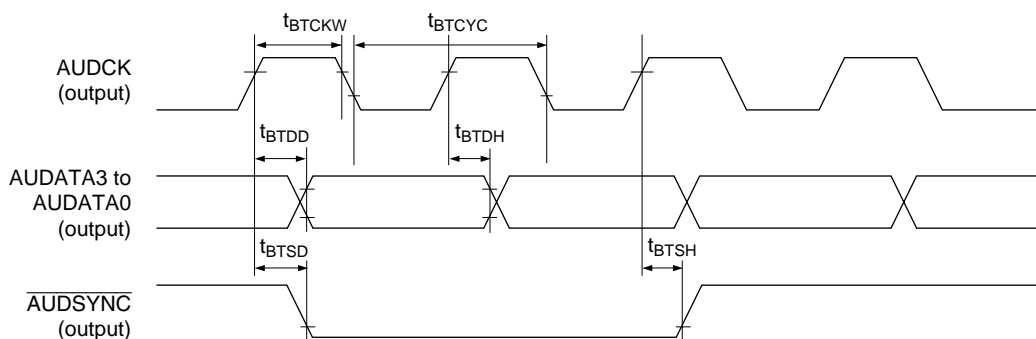 tBTCKW
tBTCYC
AUDCK
(output)
tBTDD
tBTDH
AUDATA3 to
AUDATA0
(output)
tBTSD
tBTSH
AUDSYNC
(output)